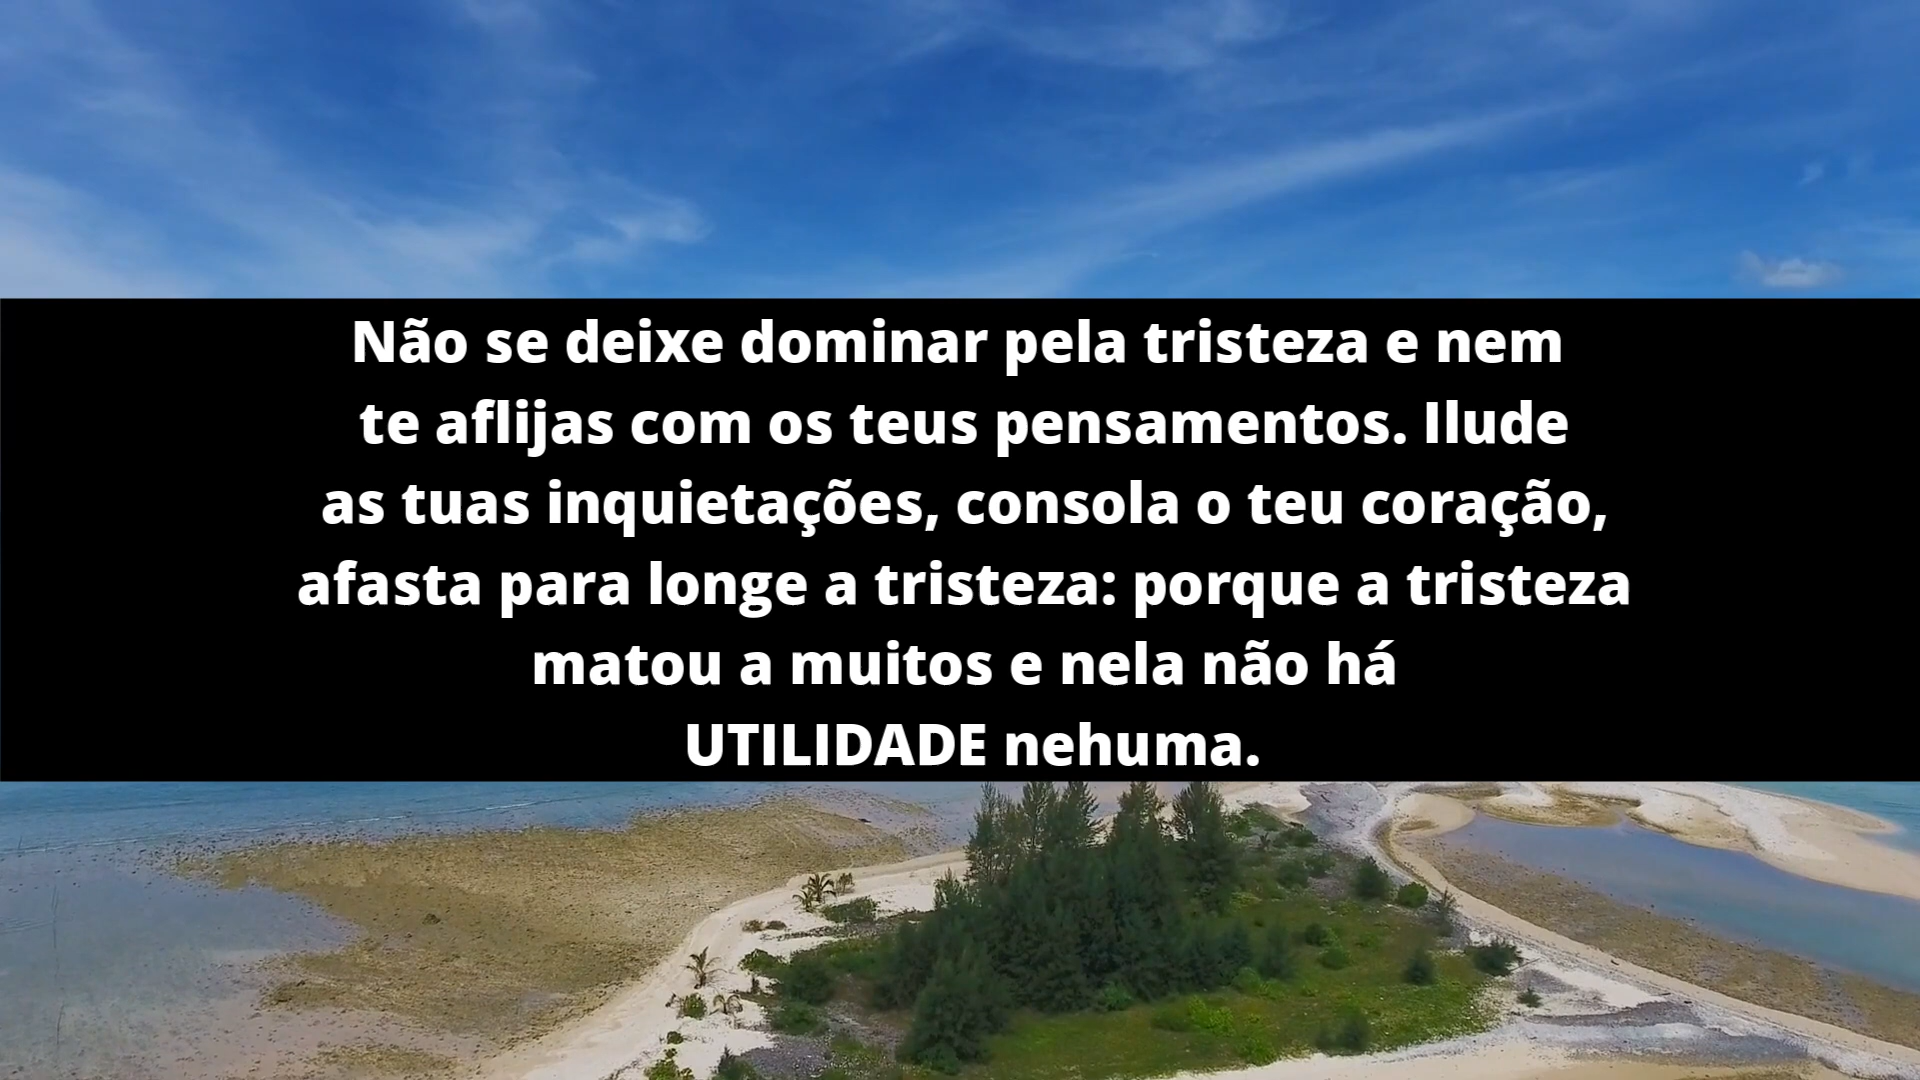 Não se deixe dominar pela tristeza e nem
te aflijas com os teus pensamentos. Ilude
as tuas inquietações, consola o teu coração,
afasta para longe a tristeza: porque a tristeza
matou a muitos e nela não há
UTILIDADE nehuma.